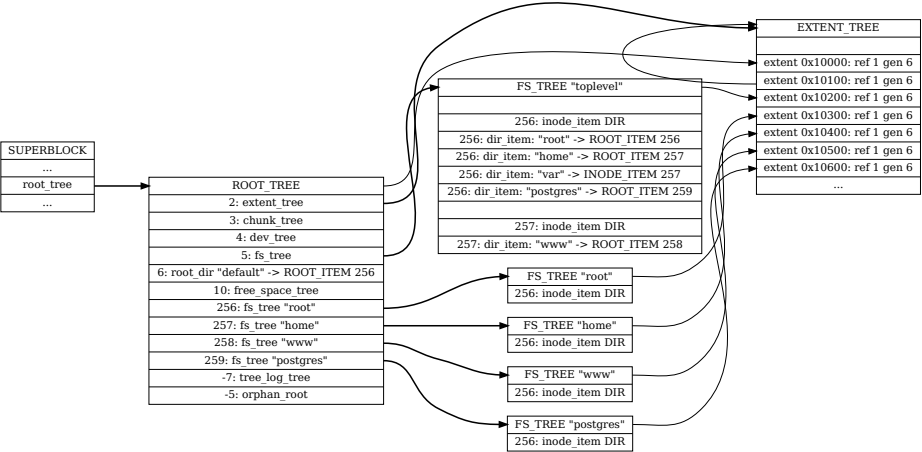 SUPERBLOCK
...
root_tree
...
ROOT_TREE
2: extent_tree
3: chunk_tree
4: dev_tree
5: fs_tree
6: root_dir "default" -> ROOT_ITEM 256
10: free_space_tree
256: fs_tree "root"
257: fs_tree "home"
258: fs_tree "www"
259: fs_tree "postgres"
-7: tree_log_tree
-5: orphan_root
FS_TREE "toplevel"
256: inode_item DIR
256: dir_item: "root" -> ROOT_ITEM 256
256: dir_item: "home" -> ROOT_ITEM 257
256: dir_item: "var" -> INODE_ITEM 257
256: dir_item: "postgres" -> ROOT_ITEM 259
257: inode_item DIR
257: dir_item: "www" -> ROOT_ITEM 258
FS_TREE "root"
256: inode_item DIR
FS_TREE "home"
256: inode_item DIR
FS_TREE "www"
256: inode_item DIR
FS_TREE "postgres"
256: inode_item DIR
EXTENT_TREE
extent 0x10000: ref 1 gen 6
extent 0x10100: ref 1 gen 6
extent 0x10200: ref 1 gen 6
extent 0x10300: ref 1 gen 6
extent 0x10400: ref 1 gen 6
extent 0x10500: ref 1 gen 6
extent 0x10600: ref 1 gen 6
...